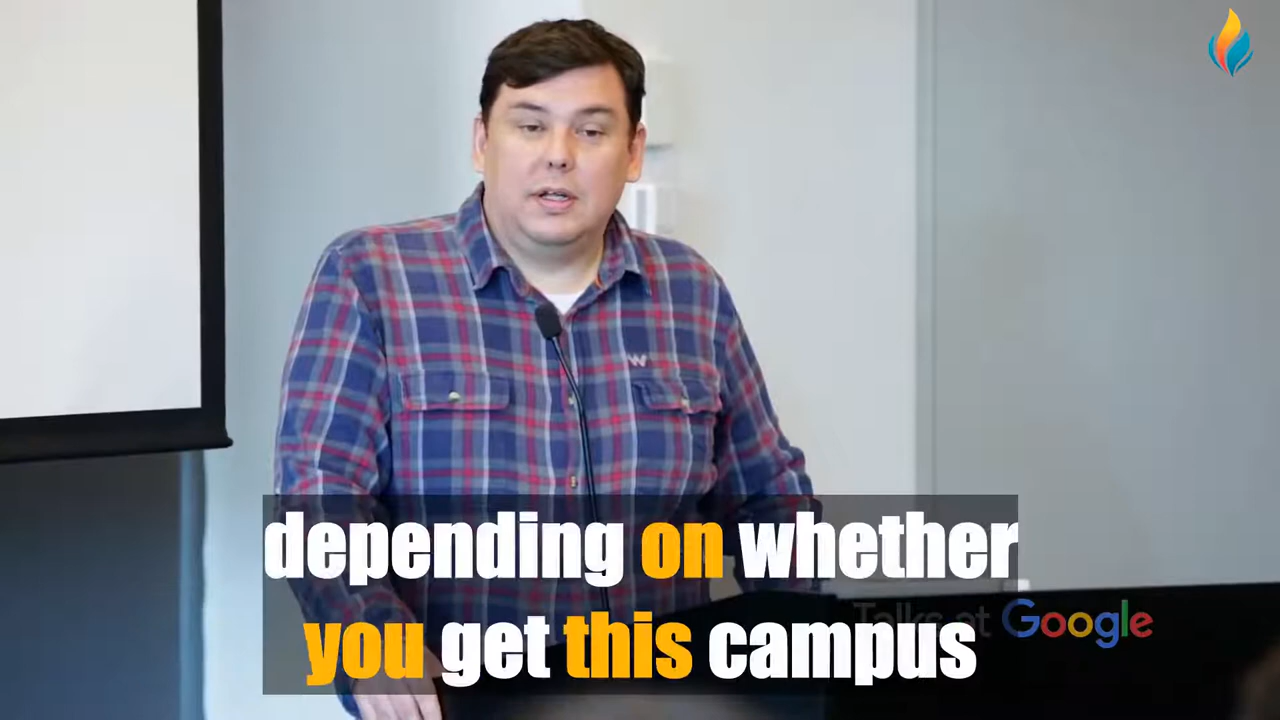 W
depending on whether
you get this campus
Talks at Google